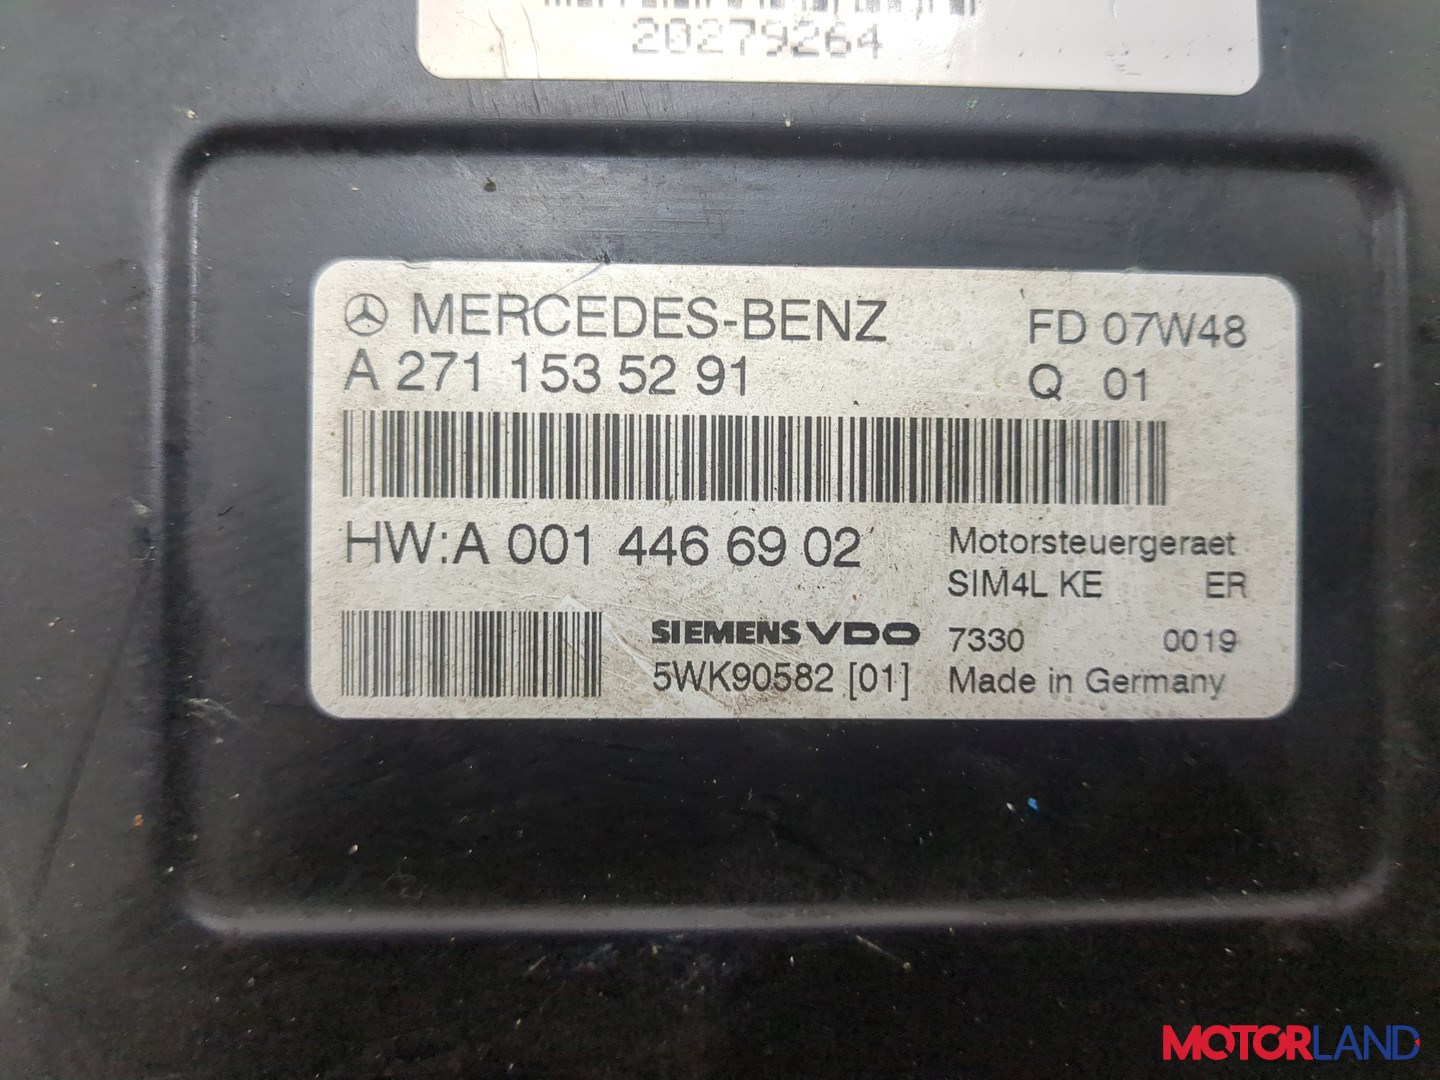 20279264
MERCEDES-BENZ FD 07W48
A 271 153 52 91 Q 01
HW:A 001 446 69 02 Motorsteuergeraet
SIM4L KE ER
SIEMENS VDO 7330 0019
5WK90582 [01] Made in Germany
MOTORLAND